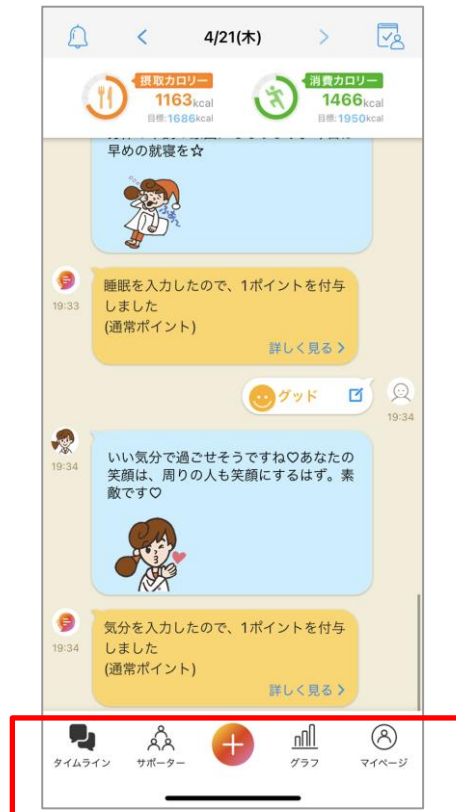 4/21(木)
摂取カロリー
1163kcal
目標:1686kcal
消費カロリー
1466kcal
目標:1950kcal
早めの就寝を☆
ふあ〜
19:33
睡眠を入力したので、1ポイントを付与
しました
(通常ポイント)
詳しく見る
グッド
19:34
19:34
いい気分で過ごせそうですね♡あなたの
笑顔は、周りの人も笑顔にするはず。素
敵です♡
19:34
気分を入力したので、1ポイントを付与
しました
(通常ポイント)
詳しく見る
タイムライン
サポーター
グラフ
マイページ